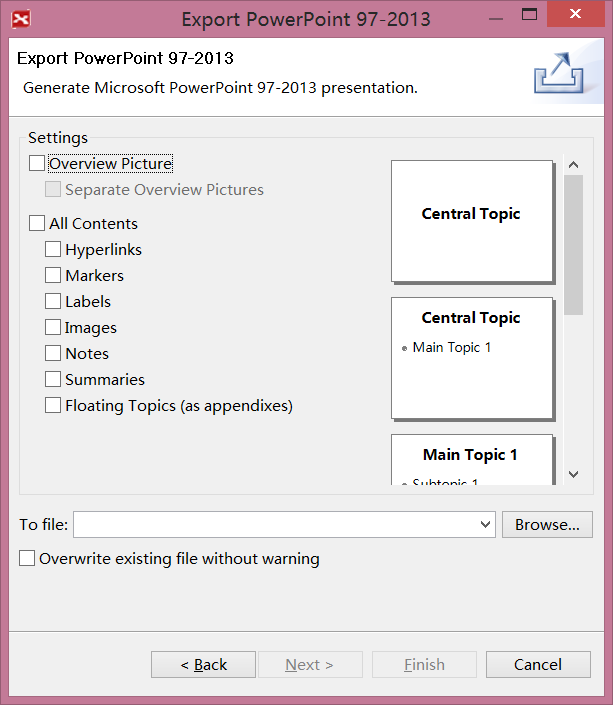 Export PowerPoint 97-2013
Export PowerPoint 97-2013
Generate Microsoft PowerPoint 97-2013 presentation.
Settings
Overview Picture
Separate Overview Pictures
All Contents
Hyperlinks
Markers
Labels
Images
Notes
Summaries
Floating Topics (as appendixes)
Central Topic
Central Topic
Main Topic 1
Main Topic 1
Subtopic 1
To file:
Browse...
Overwrite existing file without warning
< Back
Next >
Finish
Cancel